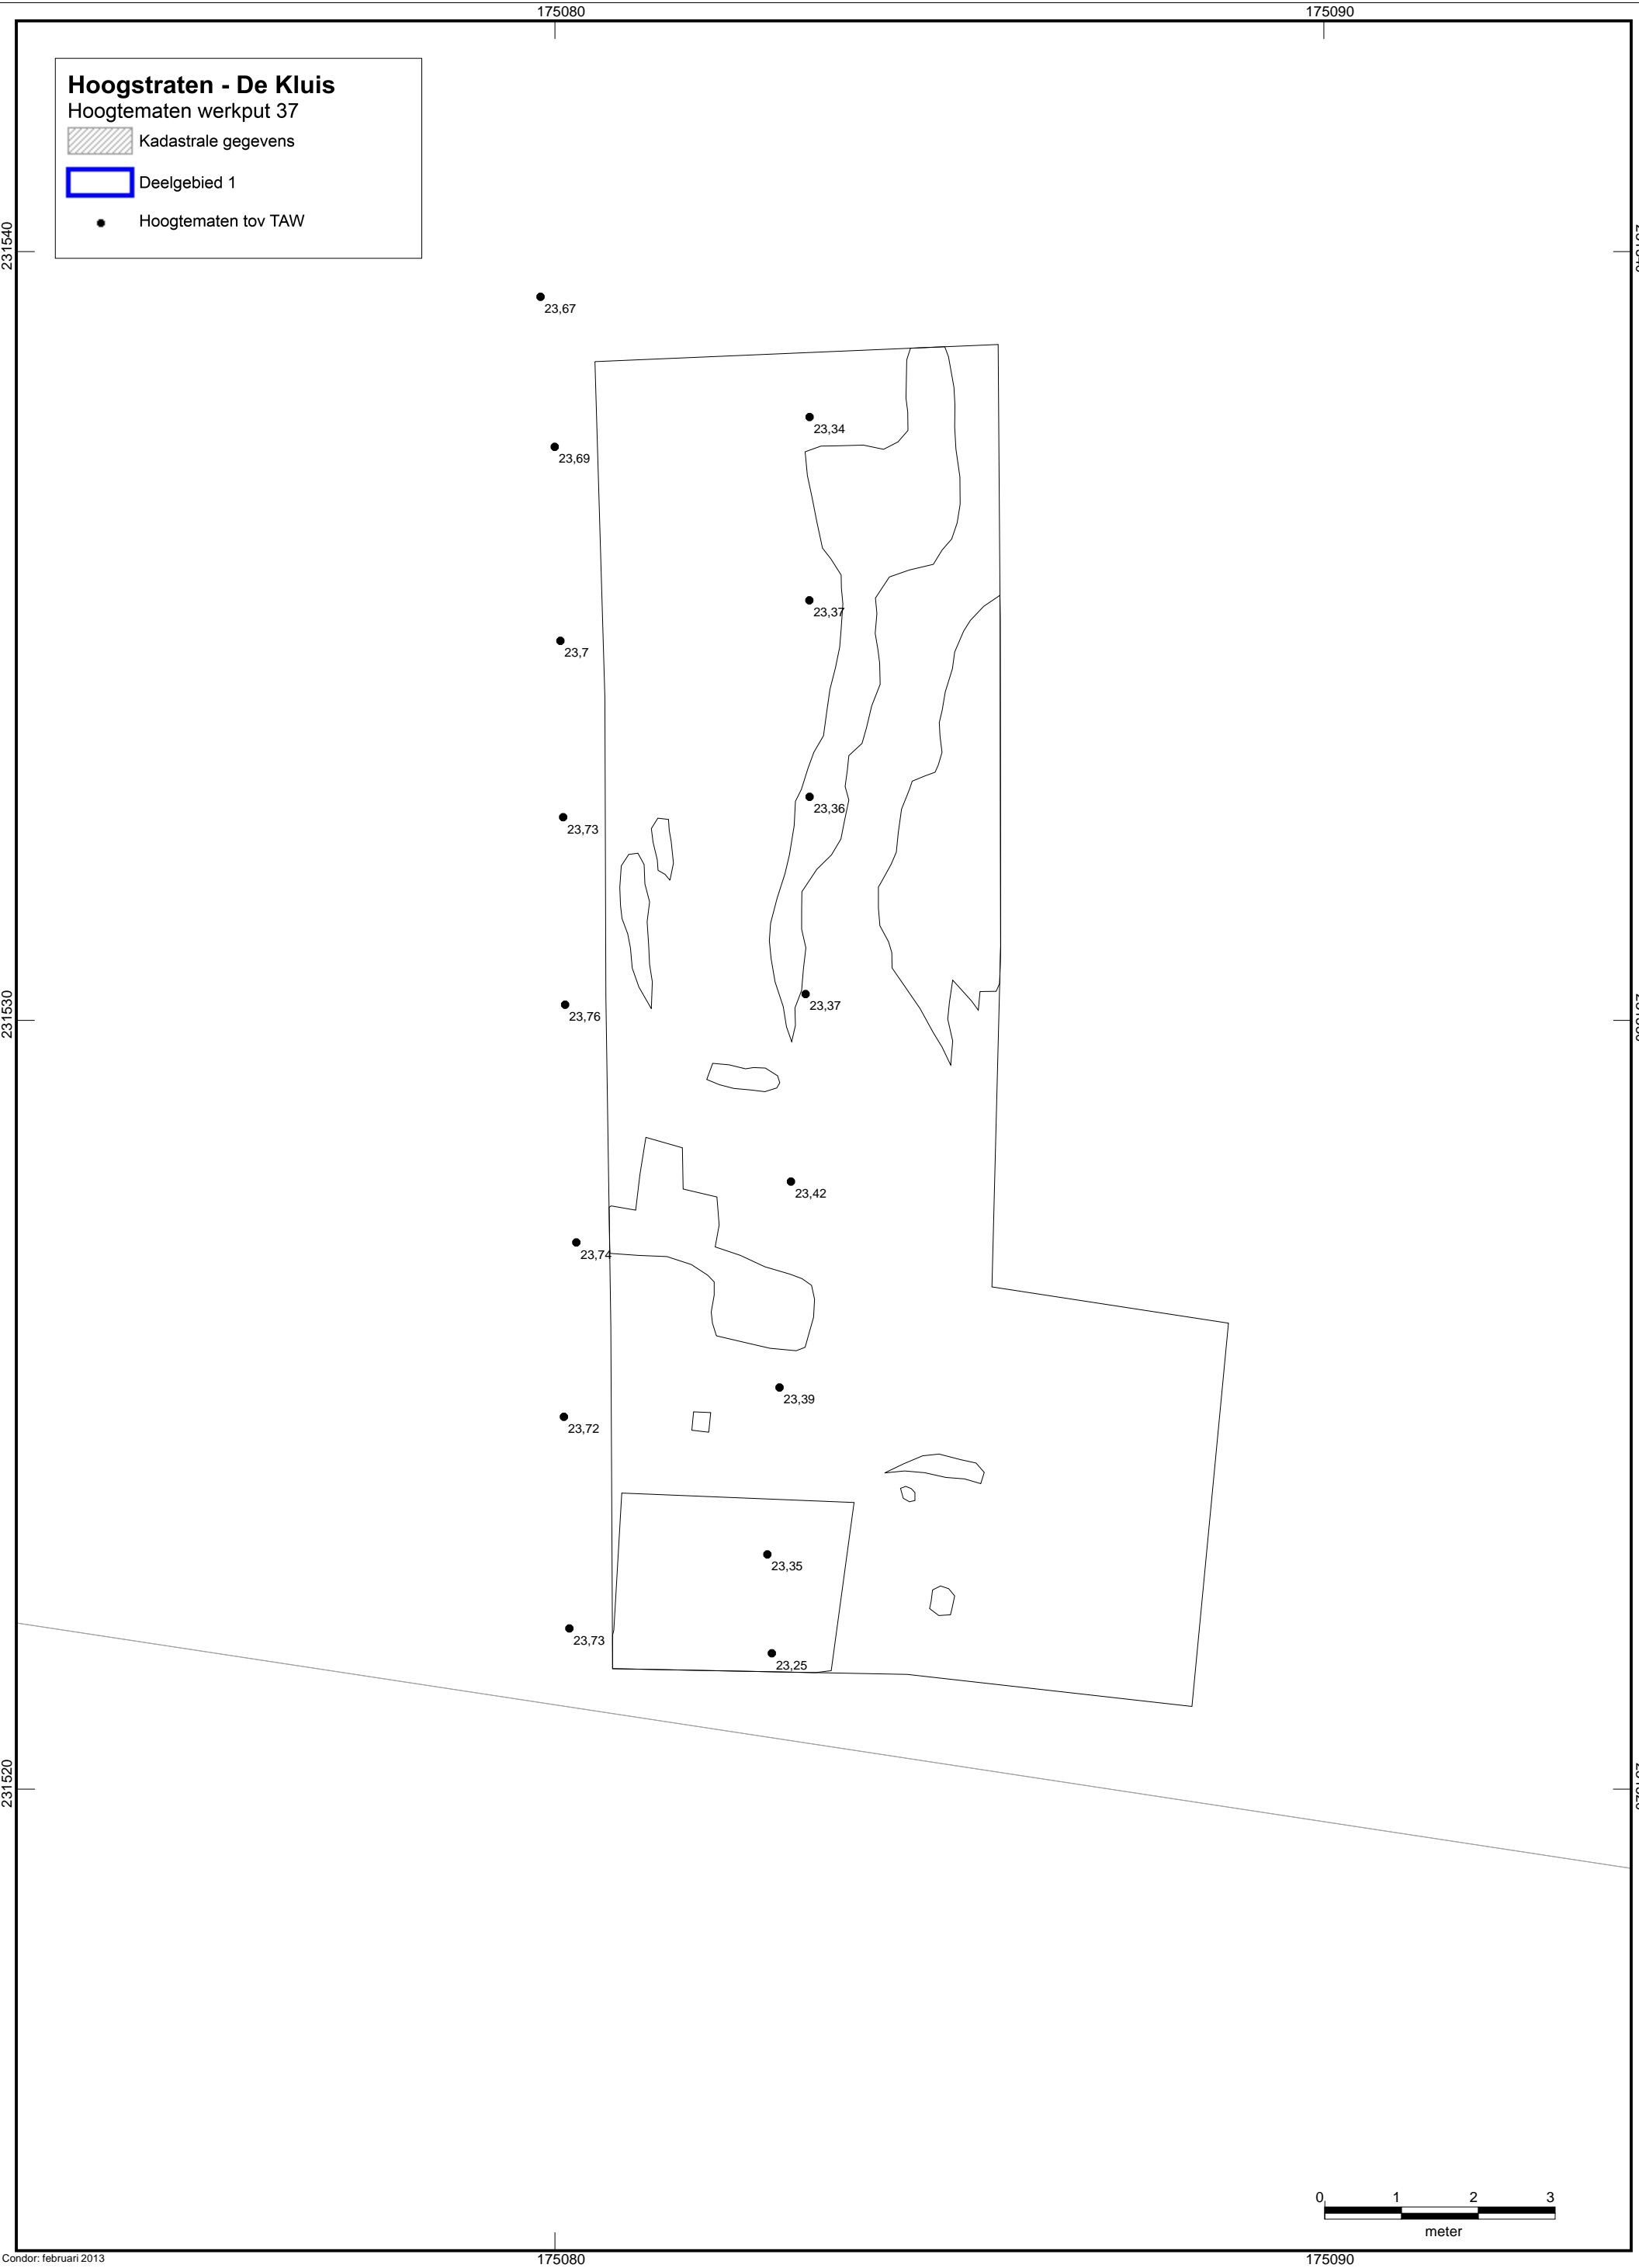 175080
175090
Hoogstraten - De Kluis
Hoogtematen werkput 37
Kadastrale gegevens
Deelgebied 1
Hoogtematen tov TAW
231540
23,67
23,34
23,69
23,37
23,7
23,36
23,73
23,37
23,76
231530
23,42
23,74
23,39
23,72
23,35
23,73
23,25
231520
0 1 2 3
meter
Condor: februari 2013
175080
175090